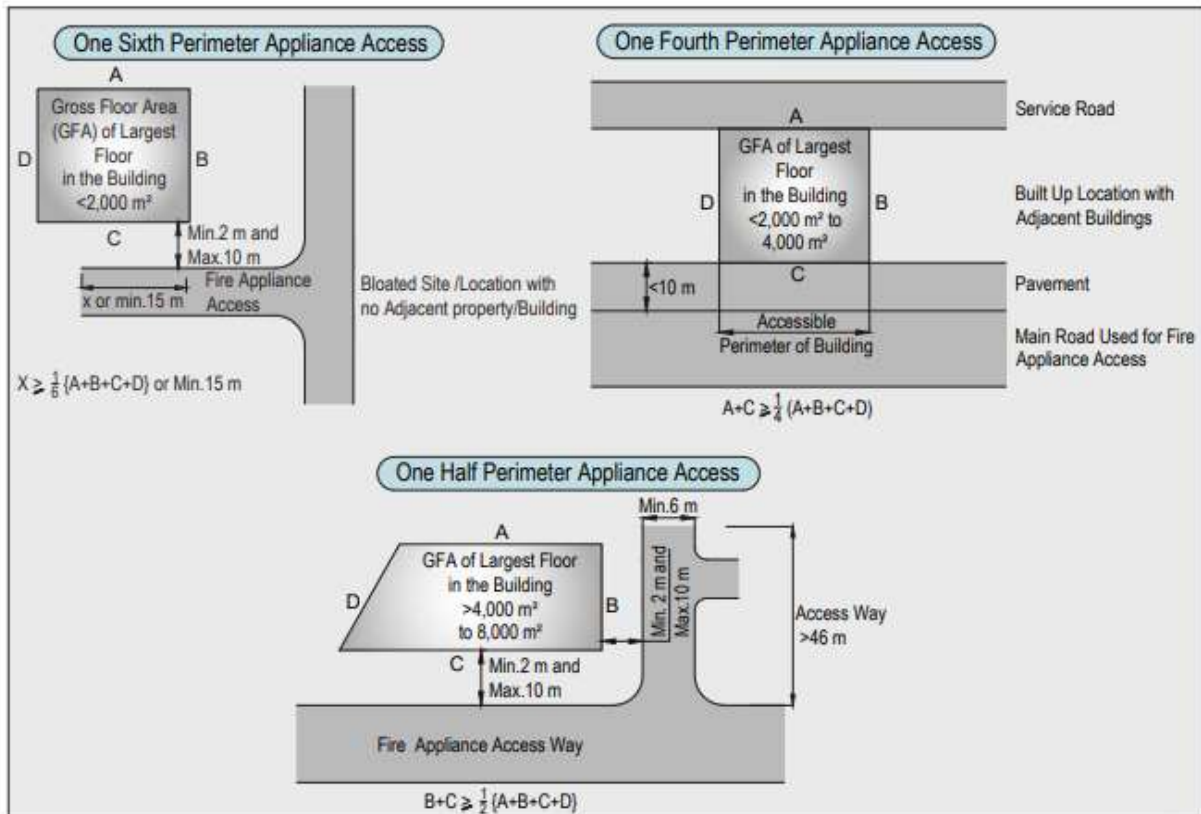 One Sixth Perimeter Appliance Access
A
Gross Floor Area
(GFA) of Largest
Floor
in the Building
<2,000 m²
D
B
C
Min.2 m and
Max.10 m
Fire Appliance
Access
x or min.15 m
Bloated Site /Location with
no Adjacent property/Building
X ⩾ 1/6 {A+B+C+D} or Min.15 m
One Fourth Perimeter Appliance Access
Service Road
A
GFA of Largest
Floor
in the Building
<2,000 m² to
4,000 m²
D
B
Built Up Location with
Adjacent Buildings
C
<10 m
Pavement
Accessible
Perimeter of Building
Main Road Used for Fire
Appliance Access
A+C ⩾ 1/4 (A+B+C+D)
One Half Perimeter Appliance Access
Min.6 m
A
GFA of Largest Floor
in the Building
>4,000 m²
to 8,000 m²
D
B
Min. 2 m and
Max.10 m
Access Way
>46 m
C
Min.2 m and
Max.10 m
Fire Appliance Access Way
B+C ⩾ 1/2 {A+B+C+D}